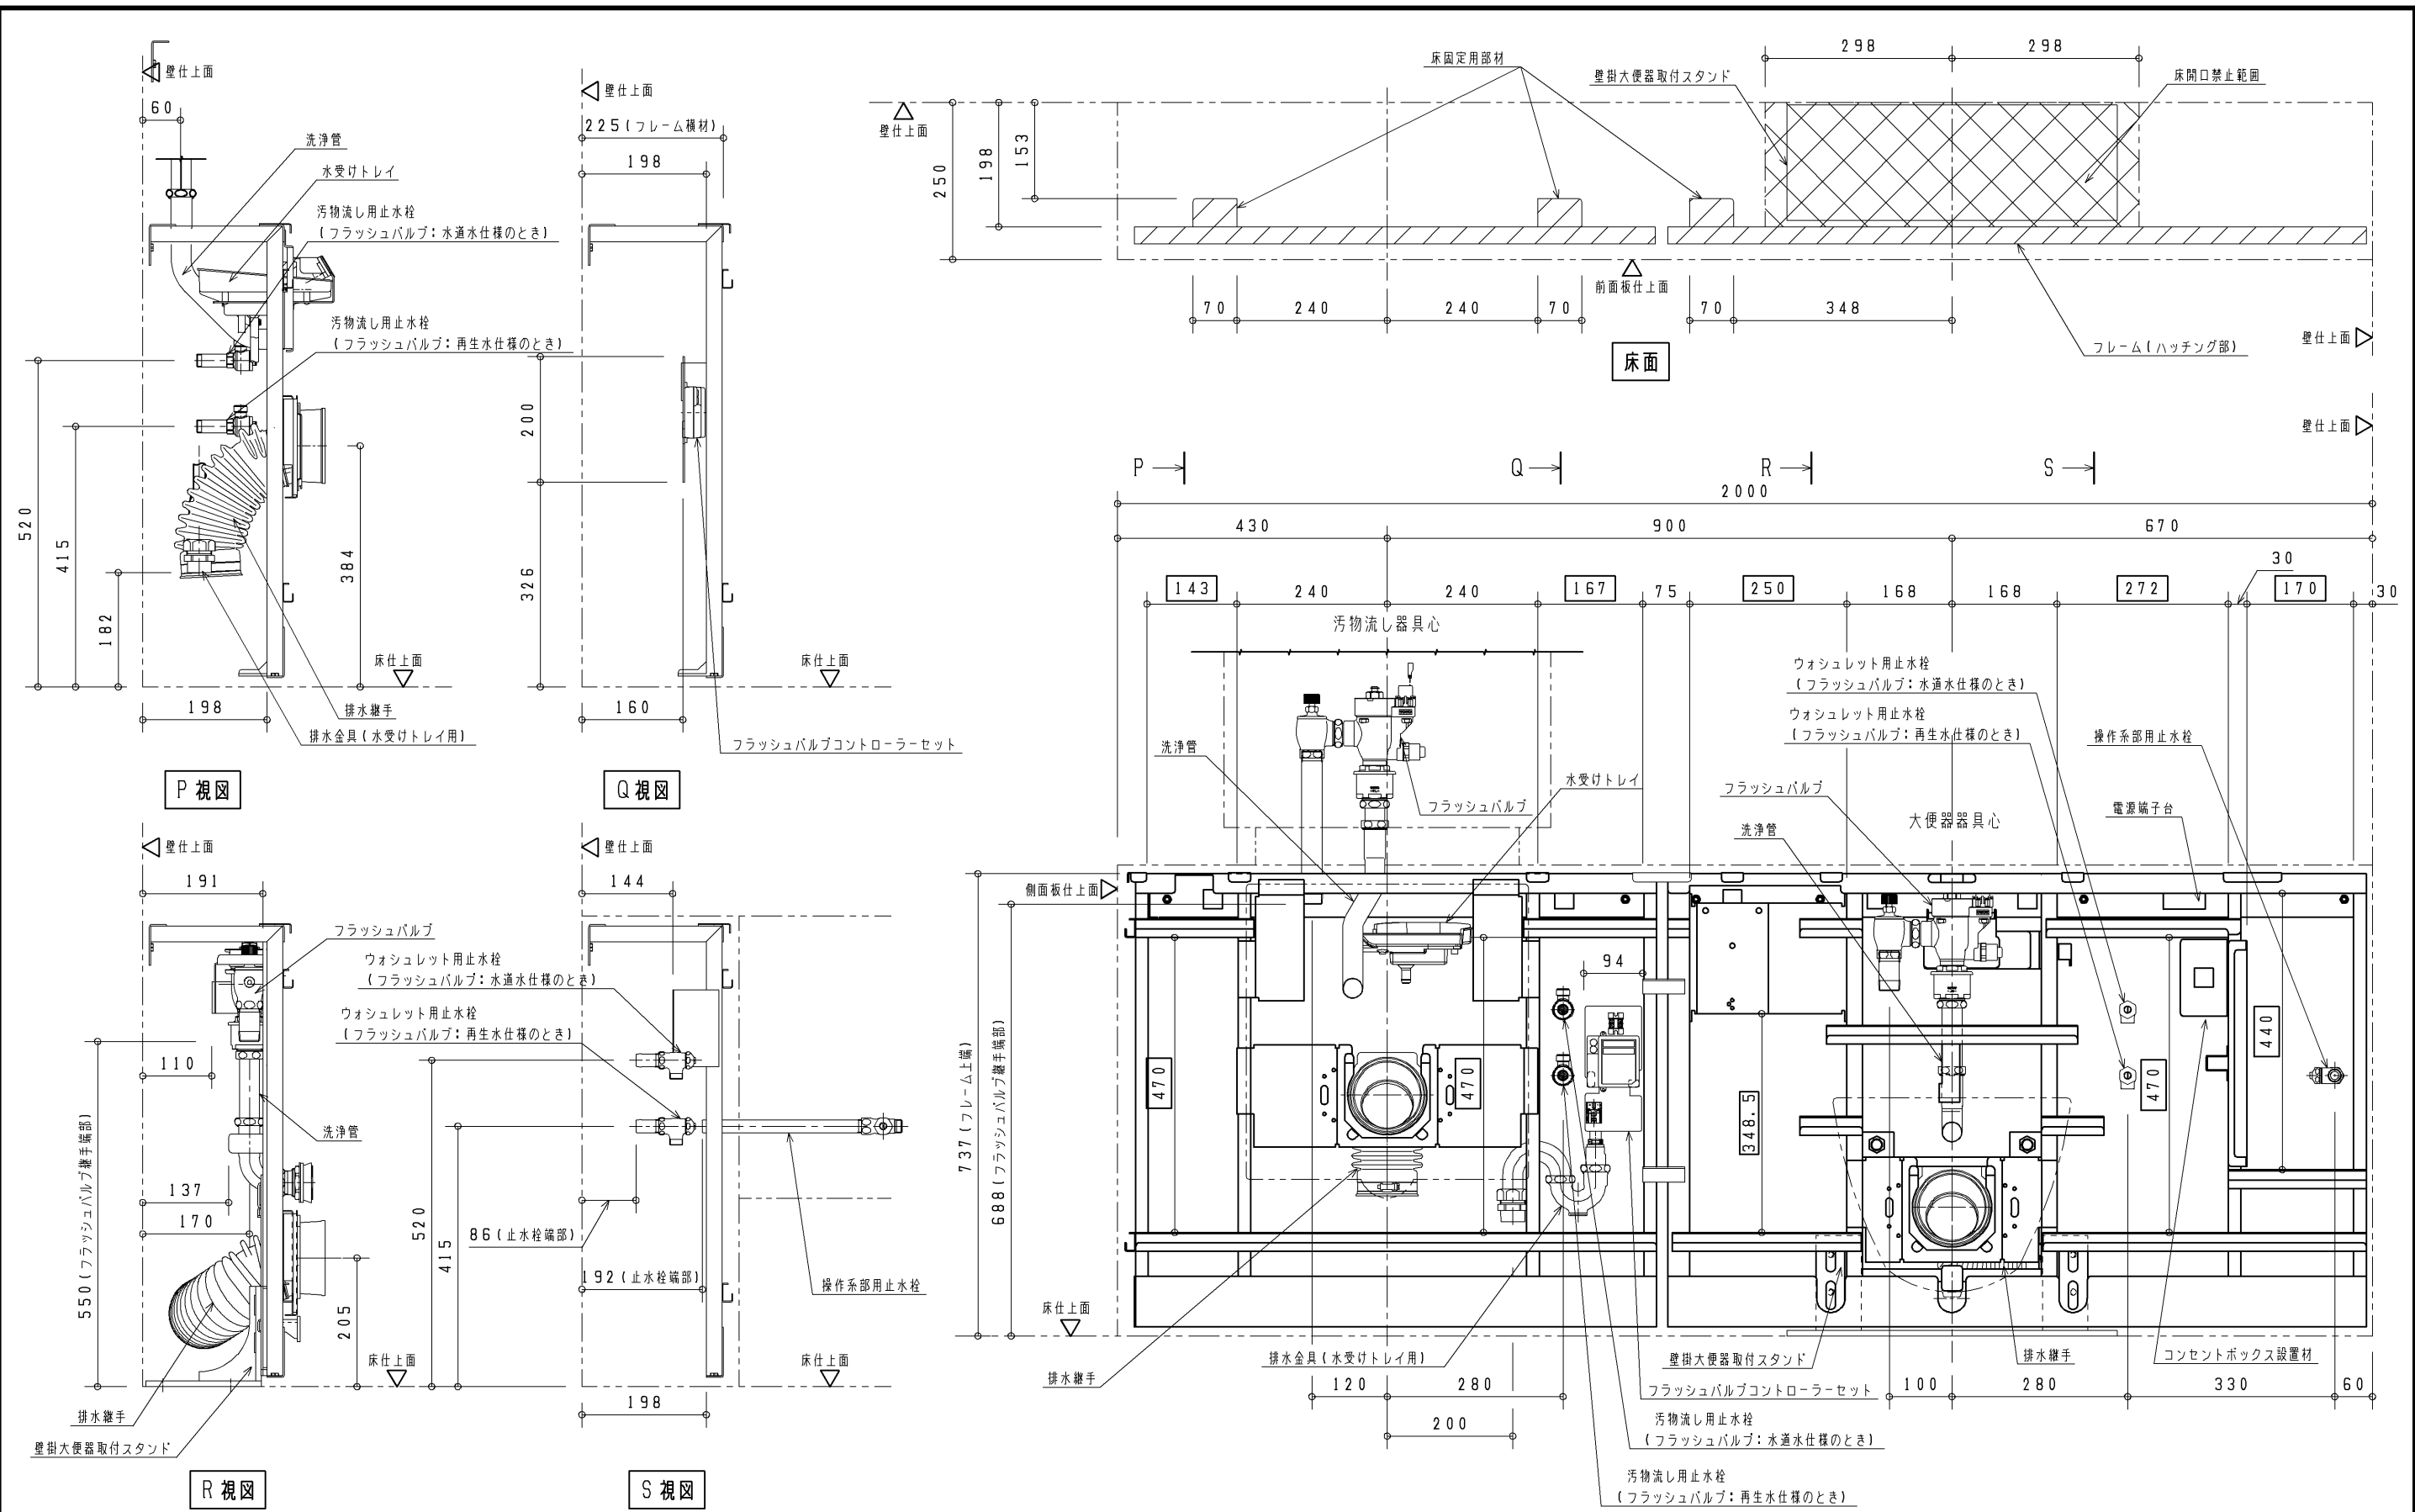 壁仕上面
60
洗浄管
水受けトレイ
汚物流し用止水栓
(フラッシュバルブ：水道水仕様のとき)
汚物流し用止水栓
(フラッシュバルブ：再生水仕様のとき)
520
415
182
384
床仕上面
198
排水継手
排水金具(水受けトレイ用)
P 視図
壁仕上面
225(フレーム横材)
198
200
326
床仕上面
160
フラッシュバルブコントローラーセット
Q 視図
壁仕上面
191
フラッシュバルブ
110
洗浄管
137
170
550(フラッシュバルブ継手端部)
205
床仕上面
排水継手
壁掛大便器取付スタンド
R 視図
壁仕上面
144
ウォシュレット用止水栓
(フラッシュバルブ：水道水仕様のとき)
ウォシュレット用止水栓
(フラッシュバルブ：再生水仕様のとき)
520
415
86(止水栓端部)
192(止水栓端部)
操作系部用止水栓
床仕上面
198
S 視図
床固定用部材
壁掛大便器取付スタンド
298
298
床開口禁止範囲
壁仕上面
250
198
153
前面板仕上面
70
240
240
70
70
348
フレーム(ハッチング部)
壁仕上面
床面
壁仕上面
P
Q
R
S
2000
430
900
670
30
143
240
240
167
75
250
168
168
272
170
30
汚物流し器具心
ウォシュレット用止水栓
(フラッシュバルブ：水道水仕様のとき)
ウォシュレット用止水栓
(フラッシュバルブ：再生水仕様のとき)
操作系部用止水栓
洗浄管
水受けトレイ
フラッシュバルブ
フラッシュバルブ
電源端子台
洗浄管
大便器器具心
側面板仕上面
94
737(フレーム上端)
688(フラッシュバルブ継手端部)
470
470
348.5
470
440
床仕上面
排水継手
排水金具(水受けトレイ用)
壁掛大便器取付スタンド
排水継手
コンセントボックス設置材
120
280
フラッシュバルブコントローラーセット
100
280
330
60
200
汚物流し用止水栓
(フラッシュバルブ：水道水仕様のとき)
汚物流し用止水栓
(フラッシュバルブ：再生水仕様のとき)